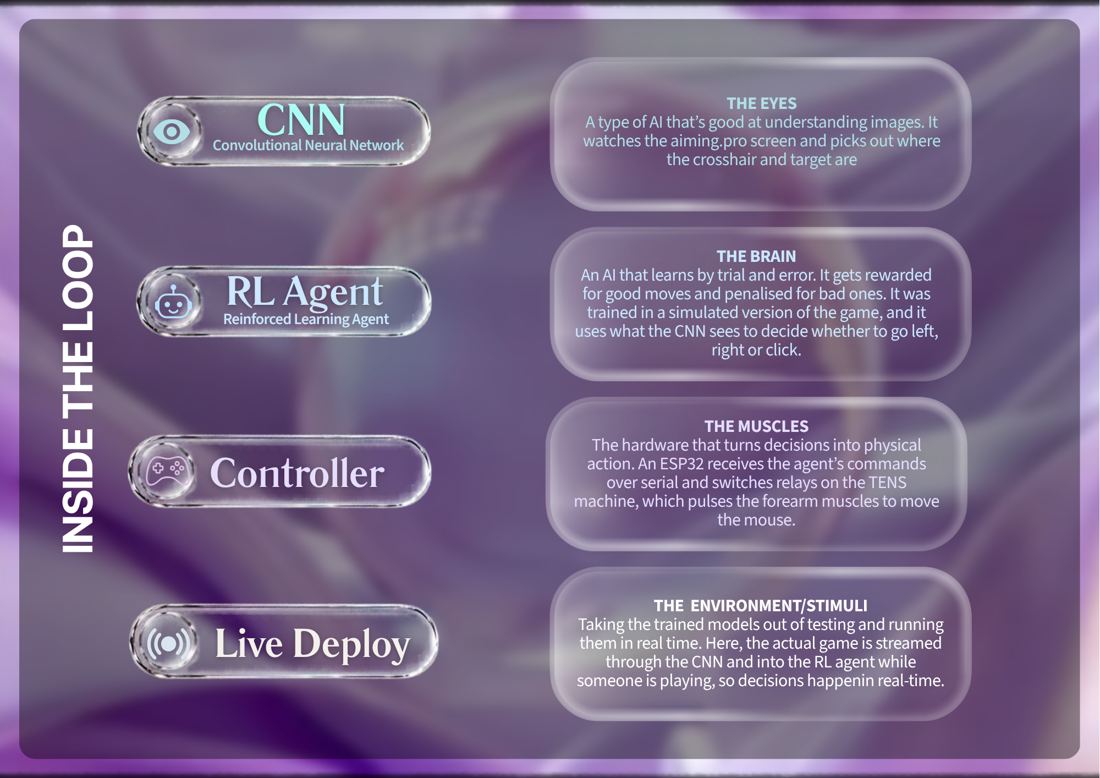 INSIDE THE LOOP
CNN
Convolutional Neural Network
THE EYES
A type of AI that's good at understanding images. It
watches the aiming.pro screen and picks out where
the crosshair and target are
RL Agent
Reinforced Learning Agent
THE BRAIN
An AI that learns by trial and error. It gets rewarded
for good moves and penalised for bad ones. It was
trained in a simulated version of the game, and it
uses what the CNN sees to decide whether to go left,
right or click.
Controller
THE MUSCLES
The hardware that turns decisions into physical
action. An ESP32 receives the agent's commands
over serial and switches relays on the TENS
machine, which pulses the forearm muscles to move
the mouse.
Live Deploy
THE ENVIRONMENT/STIMULI
Taking the trained models out of testing and running
them in real time. Here, the actual game is streamed
through the CNN and into the RL agent while
someone is playing, so decisions happenin real-time.